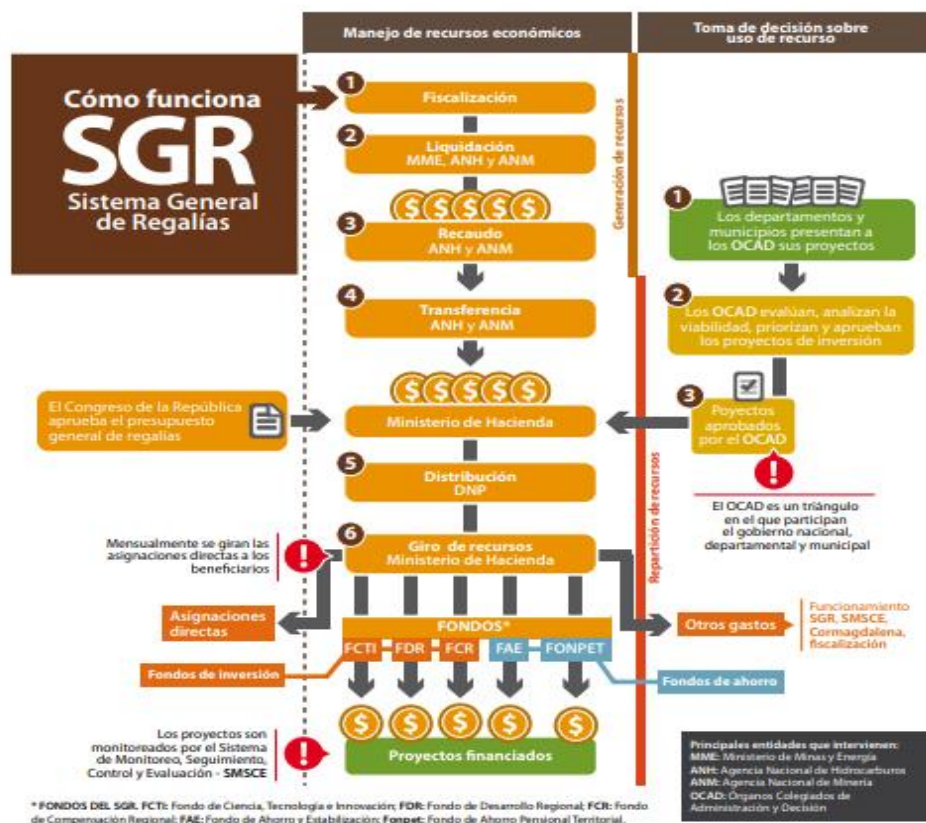 Manejo de recursos económicos
Toma de decisión sobre
uso de recurso
Cómo funciona
SGR
Sistema General
de Regalías
1
Fiscalización
2
Liquidación
MME, ANH y ANM
$ $ $ $ $
3
Recaudo
ANH y ANM
4
Transferencia
ANH y ANM
$ $ $ $ $
El Congreso de la República
aprueba el presupuesto
general de regalías
Ministerio de Hacienda
5
Distribución
DNP
6
Giro de recursos
Ministerio de Hacienda
Mensualmente se giran las
asignaciones directas a los
beneficiarios
!
Generación de recursos
Repartición de recursos
1
Los departamentos y
municipios presentan a
los OCAD sus proyectos
2
Los OCAD evalúan, analizan la
viabilidad, priorizan y aprueban
los proyectos de inversión
3
Poyectos
aprobados
por el OCAD
!
El OCAD es un triángulo
en el que participan
el gobierno nacional,
departamental y municipal
Asignaciones
directas
FONDOS*
FCTI FDR FCR FAE FONPET
Otros gastos
Funcionamiento
SGR, SMSCE,
Cormagdalena,
fiscalización
Fondos de inversión
Fondos de ahorro
$ $ $ $ $
Los proyectos son
monitoreados por el Sistema
de Monitoreo, Seguimiento,
Control y Evaluación - SMSCE
!
Proyectos financiados
Principales entidades que intervienen:
MME: Ministerio de Minas y Energía
ANH: Agencia Nacional de Hidrocarburos
ANM: Agencia Nacional de Minería
OCAD: Órganos Colegiados de
Administración y Decisión
* FONDOS DEL SGR. FCTI: Fondo de Ciencia, Tecnología e Innovación; FDR: Fondo de Desarrollo Regional; FCR: Fondo
de Compensación Regional; FAE: Fondo de Ahorro y Estabilización; Fonpet: Fondo de Ahorro Pensional Territorial.